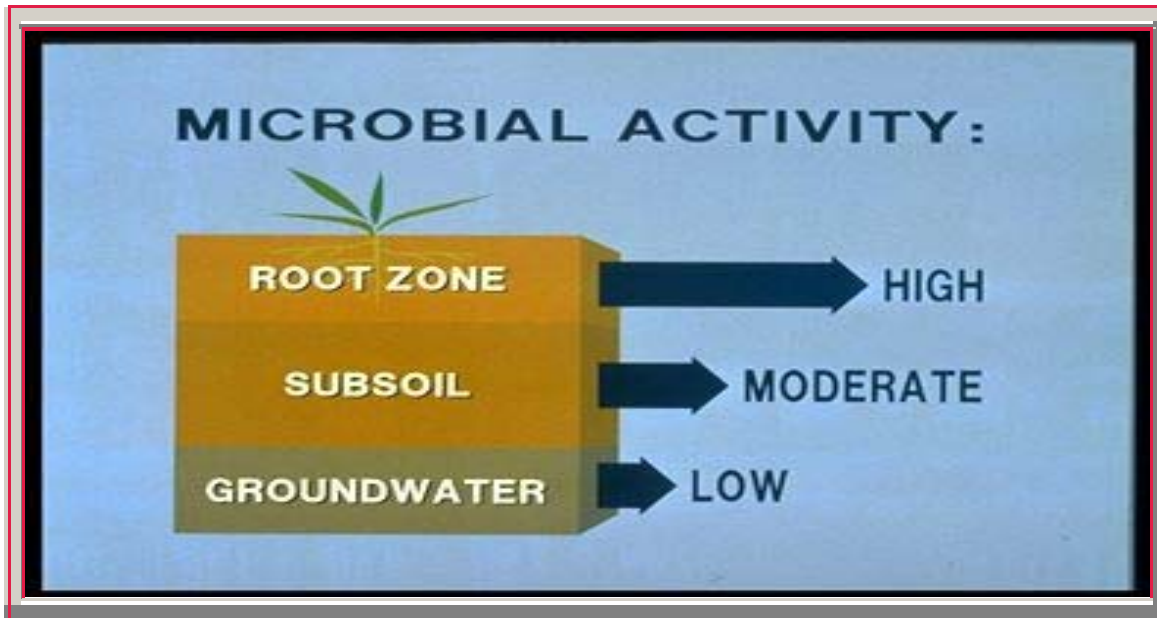 MICROBIAL ACTIVITY:
ROOT ZONE
HIGH
SUBSOIL
MODERATE
GROUNDWATER
LOW